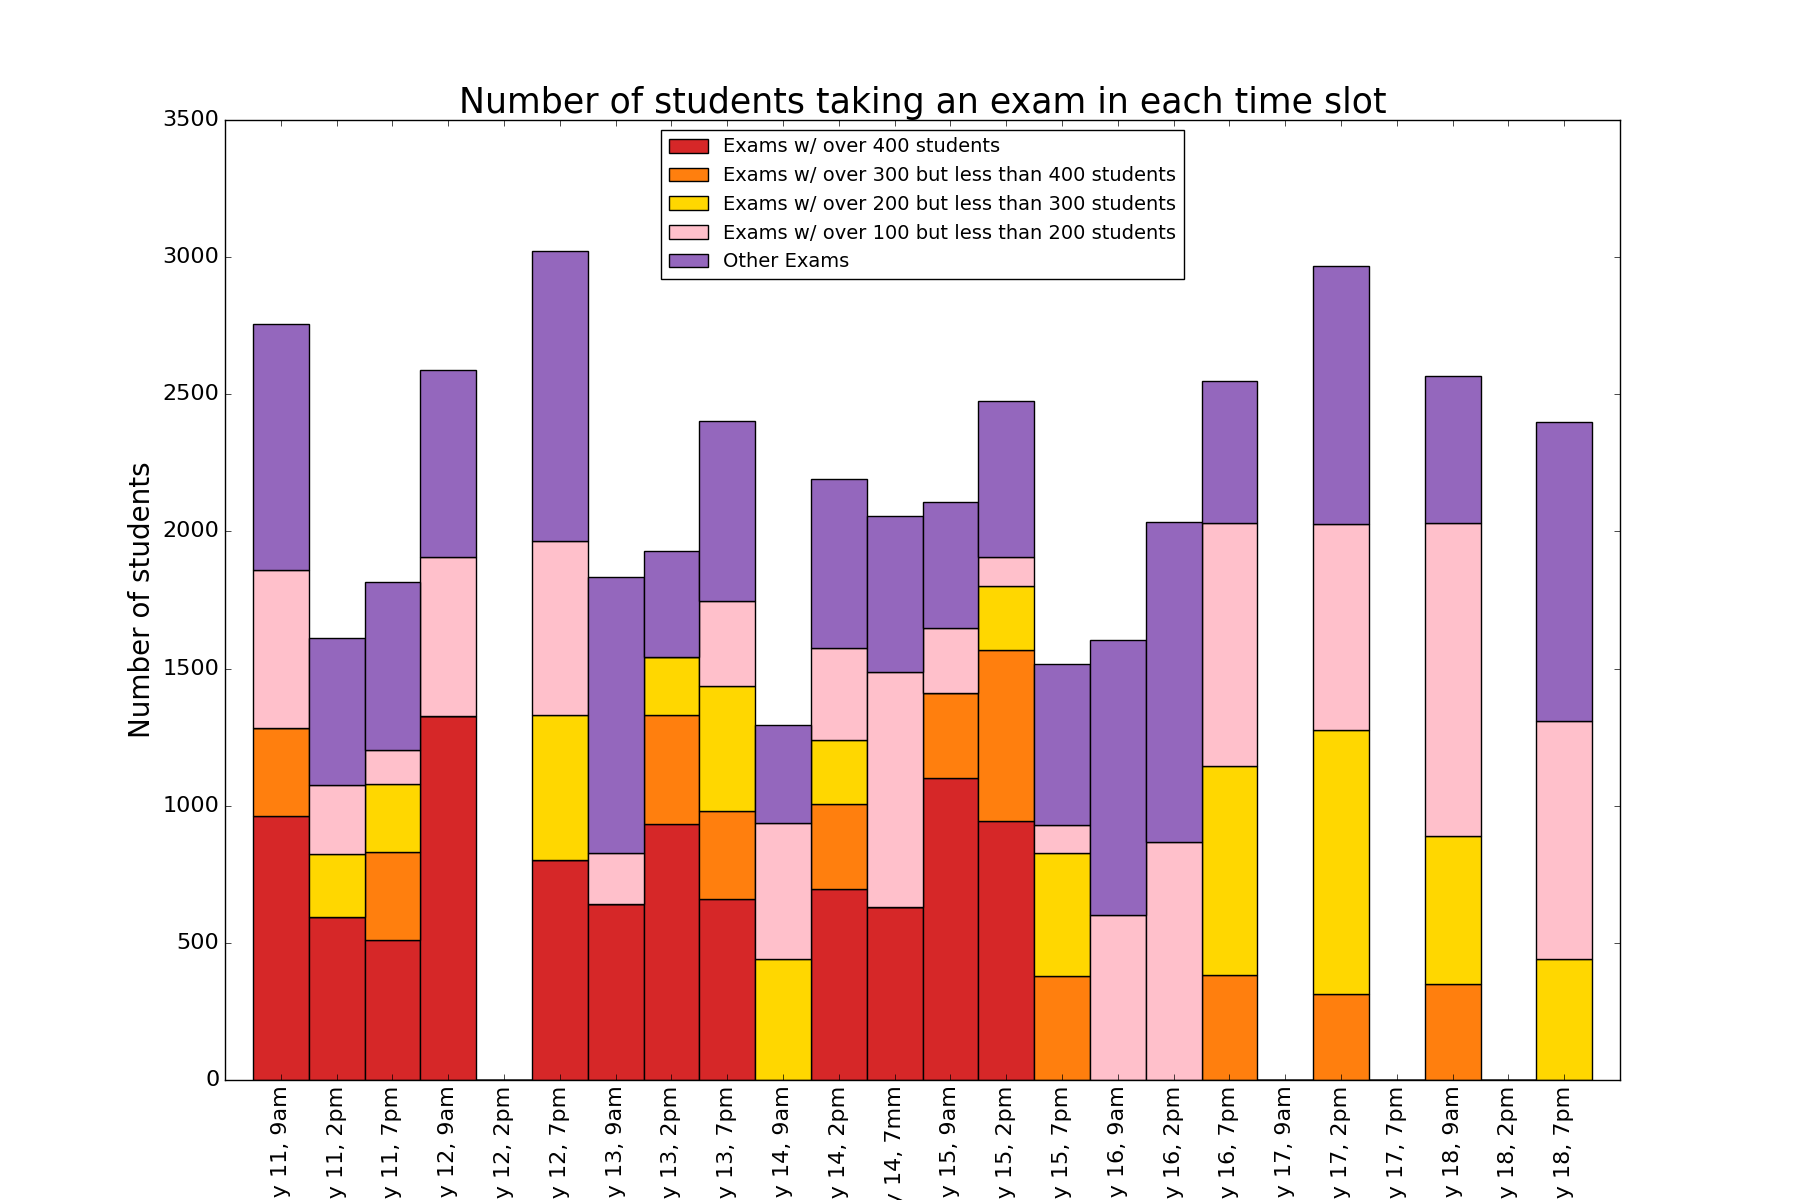 Number of students taking an exam in each time slot
Exams w/ over 400 students
Exams w/ over 300 but less than 400 students
Exams w/ over 200 but less than 300 students
Exams w/ over 100 but less than 200 students
Other Exams
Number of students
3500
3000
2500
2000
1500
1000
500
0
y 11, 9am
y 11, 2pm
y 11, 7pm
y 12, 9am
y 12, 2pm
y 12, 7pm
y 13, 9am
y 13, 2pm
y 13, 7pm
y 14, 9am
y 14, 2pm
y 14, 7mm
y 15, 9am
y 15, 2pm
y 15, 7pm
y 16, 9am
y 16, 2pm
y 16, 7pm
y 17, 9am
y 17, 2pm
y 17, 7pm
y 18, 9am
y 18, 2pm
y 18, 7pm